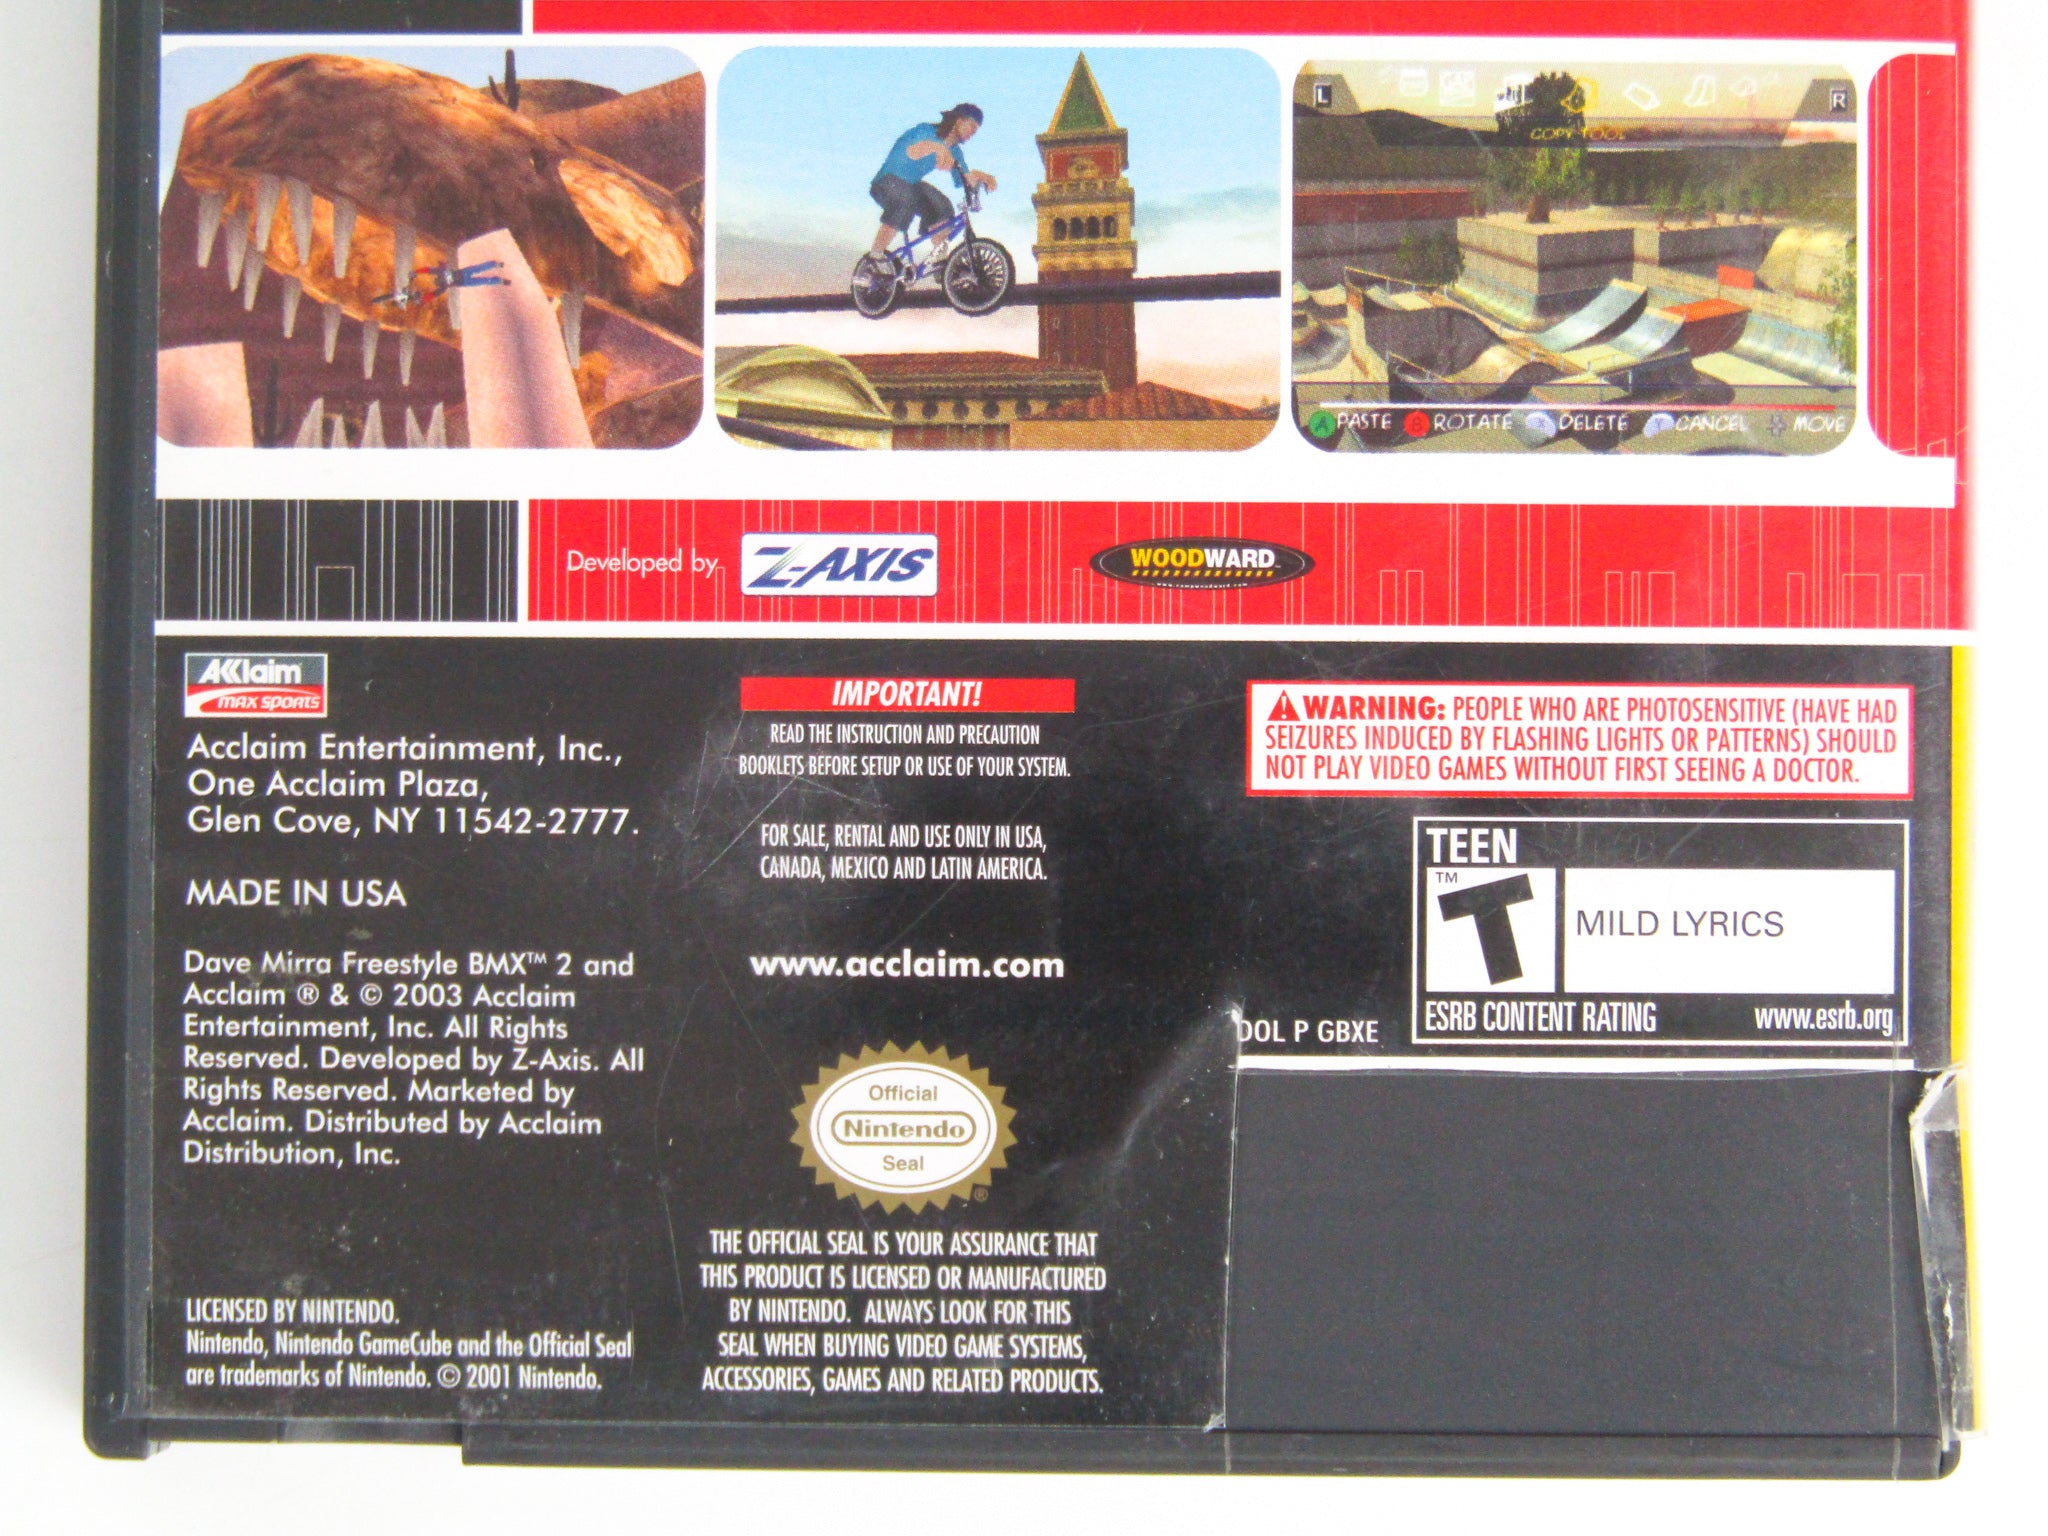 L
R
COPY TOOL
A PASTE B ROTATE X DELETE Y CANCEL MOVE
Developed by Z-AXIS
WOODWARD™
AKKlaim
MAX SPORTS
Acclaim Entertainment, Inc.,
One Acclaim Plaza,
Glen Cove, NY 11542-2777.
MADE IN USA
Dave Mirra Freestyle BMX™ 2 and
Acclaim ® & © 2003 Acclaim
Entertainment, Inc. All Rights
Reserved. Developed by Z-Axis. All
Rights Reserved. Marketed by
Acclaim. Distributed by Acclaim
Distribution, Inc.
LICENSED BY NINTENDO.
Nintendo, Nintendo GameCube and the Official Seal
are trademarks of Nintendo. © 2001 Nintendo.
IMPORTANT!
READ THE INSTRUCTION AND PRECAUTION
BOOKLETS BEFORE SETUP OR USE OF YOUR SYSTEM.
FOR SALE, RENTAL AND USE ONLY IN USA,
CANADA, MEXICO AND LATIN AMERICA.
www.acclaim.com
Official
Nintendo
Seal
®
THE OFFICIAL SEAL IS YOUR ASSURANCE THAT
THIS PRODUCT IS LICENSED OR MANUFACTURED
BY NINTENDO. ALWAYS LOOK FOR THIS
SEAL WHEN BUYING VIDEO GAME SYSTEMS,
ACCESSORIES, GAMES AND RELATED PRODUCTS.
WARNING: PEOPLE WHO ARE PHOTOSENSITIVE (HAVE HAD
SEIZURES INDUCED BY FLASHING LIGHTS OR PATTERNS) SHOULD
NOT PLAY VIDEO GAMES WITHOUT FIRST SEEING A DOCTOR.
TEEN
™
T
MILD LYRICS
ESRB CONTENT RATING www.esrb.org
DOL P GBXE